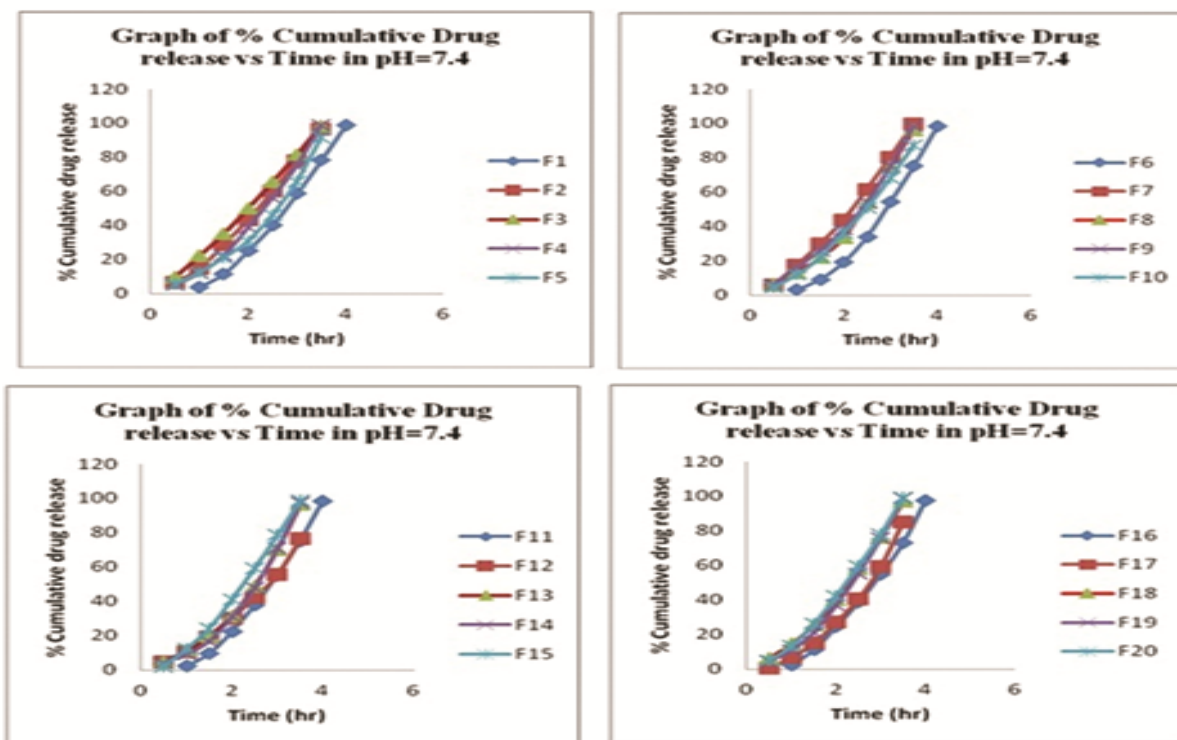 Graph of % Cumulative Drug
release vs Time in pH=7.4
% Cumulative drug release
120
100
80
60
40
20
0
0
2
4
6
Time (hr)
F1
F2
F3
F4
F5
Graph of % Cumulative Drug
release vs Time in pH=7.4
% Cumulative drug release
120
100
80
60
40
20
0
0
2
4
6
Time (hr)
F6
F7
F8
F9
F10
Graph of % Cumulative Drug
release vs Time in pH=7.4
% Cumulative drug release
120
100
80
60
40
20
0
0
2
4
6
Time (hr)
F11
F12
F13
F14
F15
Graph of % Cumulative Drug
release vs Time in pH=7.4
% Cumulative drug release
120
100
80
60
40
20
0
0
2
4
6
Time (hr)
F16
F17
F18
F19
F20